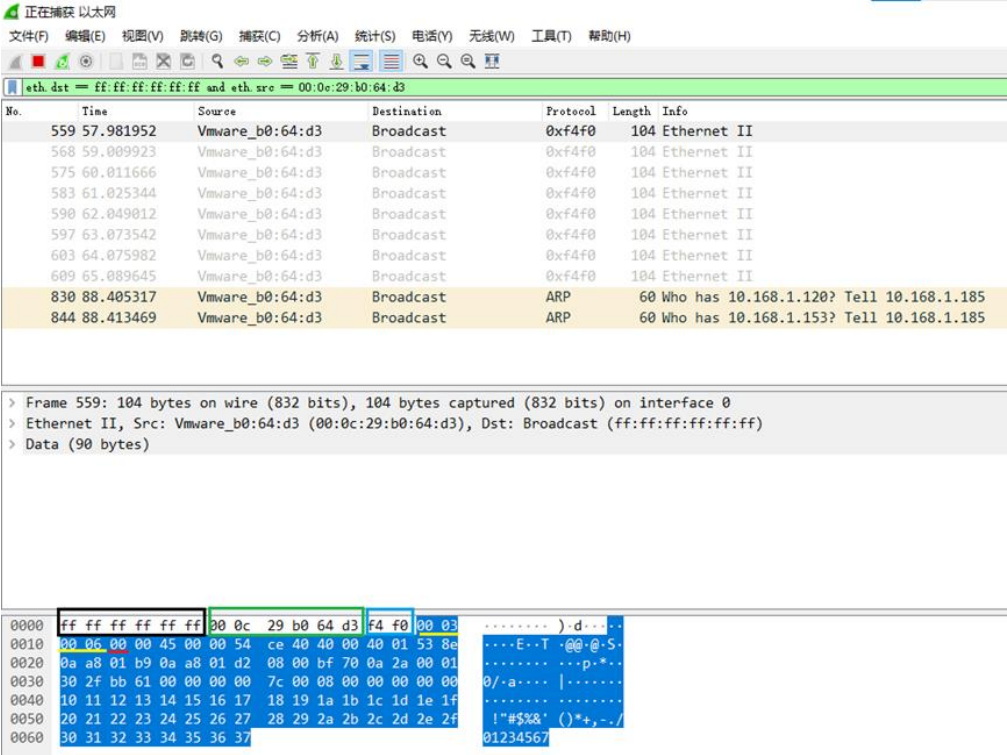 正在捕获 以太网
文件(F) 编辑(E) 视图(V) 跳转(G) 捕获(C) 分析(A) 统计(S) 电话(Y) 无线(W) 工具(T) 帮助(H)
eth.dst == ff:ff:ff:ff:ff:ff and eth.src == 00:0c:29:b0:64:d3
No. Time Source Destination Protocol Length Info
559 57.981952 Vmware_b0:64:d3 Broadcast 0xf4f0 104 Ethernet II
568 59.009923 Vmware_b0:64:d3 Broadcast 0xf4f0 104 Ethernet II
575 60.011666 Vmware_b0:64:d3 Broadcast 0xf4f0 104 Ethernet II
583 61.025344 Vmware_b0:64:d3 Broadcast 0xf4f0 104 Ethernet II
590 62.049012 Vmware_b0:64:d3 Broadcast 0xf4f0 104 Ethernet II
597 63.073542 Vmware_b0:64:d3 Broadcast 0xf4f0 104 Ethernet II
603 64.075982 Vmware_b0:64:d3 Broadcast 0xf4f0 104 Ethernet II
609 65.089645 Vmware_b0:64:d3 Broadcast 0xf4f0 104 Ethernet II
830 88.405317 Vmware_b0:64:d3 Broadcast ARP 60 Who has 10.168.1.120? Tell 10.168.1.185
844 88.413469 Vmware_b0:64:d3 Broadcast ARP 60 Who has 10.168.1.153? Tell 10.168.1.185
> Frame 559: 104 bytes on wire (832 bits), 104 bytes captured (832 bits) on interface 0
> Ethernet II, Src: Vmware_b0:64:d3 (00:0c:29:b0:64:d3), Dst: Broadcast (ff:ff:ff:ff:ff:ff)
> Data (90 bytes)
0000 ff ff ff ff ff ff 00 0c 29 b0 64 d3 f4 f0 00 03 ········ )·d·····
0010 00 06 00 00 45 00 00 54 ce 40 40 00 40 01 53 8e ····E··T ·@@·@·S·
0020 0a a8 01 b9 0a a8 01 d2 08 00 bf 70 0a 2a 00 01 ········ ···p·*··
0030 30 2f bb 61 00 00 00 00 7c 00 08 00 00 00 00 00 0/·a···· |·······
0040 10 11 12 13 14 15 16 17 18 19 1a 1b 1c 1d 1e 1f ········ ········
0050 20 21 22 23 24 25 26 27 28 29 2a 2b 2c 2d 2e 2f !"#$%&' ()*+,-./
0060 30 31 32 33 34 35 36 37 01234567